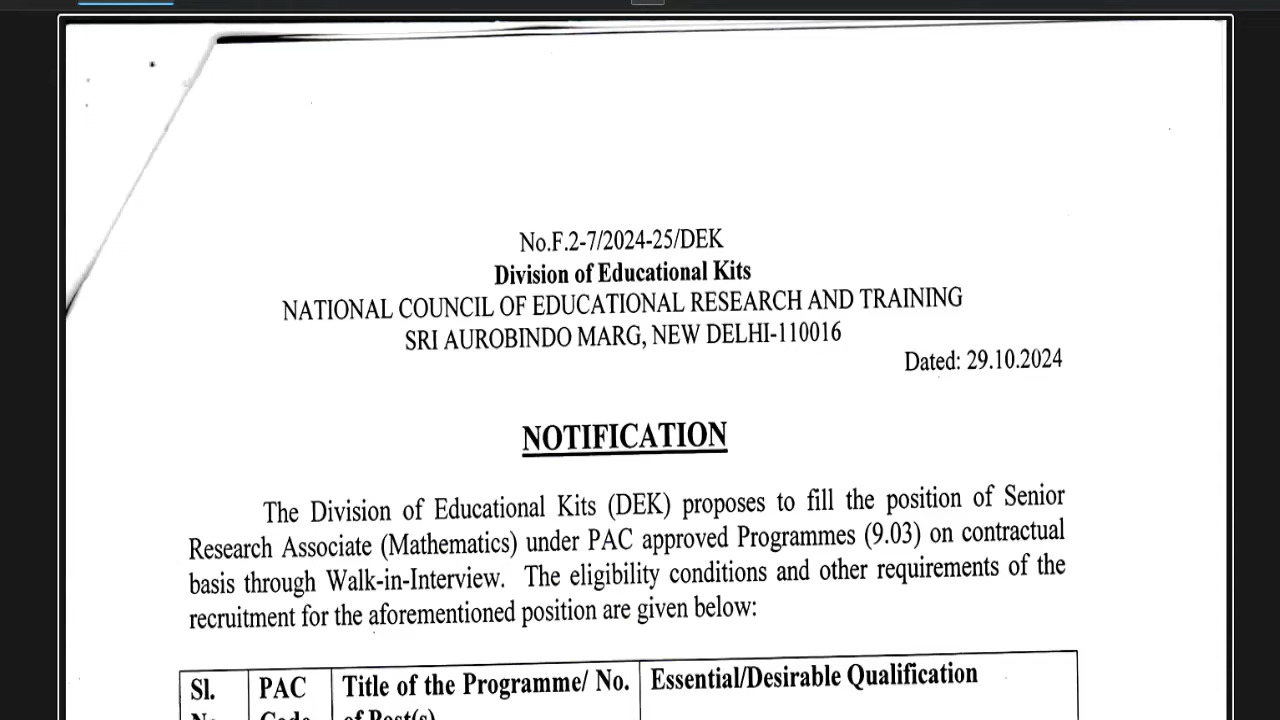 No.F.2-7/2024-25/DEK
Division of Educational Kits
NATIONAL COUNCIL OF EDUCATIONAL RESEARCH AND TRAINING
SRI AUROBINDO MARG, NEW DELHI-110016
Dated: 29.10.2024
NOTIFICATION
The Division of Educational Kits (DEK) proposes to fill the position of Senior
Research Associate (Mathematics) under PAC approved Programmes (9.03) on contractual
basis through Walk-in-Interview. The eligibility conditions and other requirements of the
recruitment for the aforementioned position are given below:
Sl. PAC Title of the Programme/ No. Essential/Desirable Qualification
No. Code of Post(s)